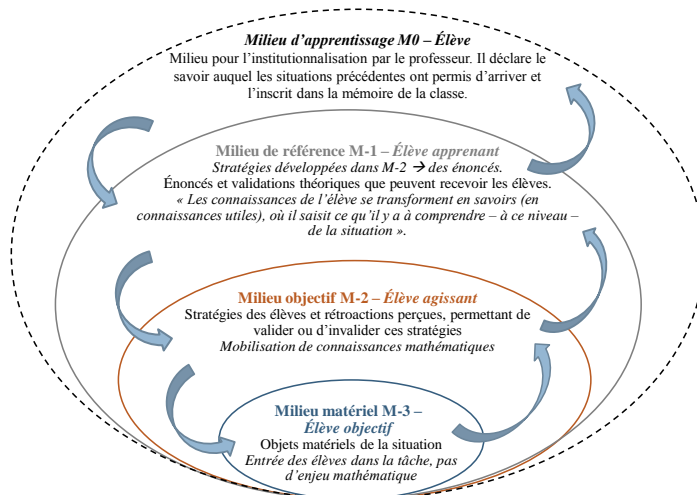 Milieu d'apprentissage M0 – Élève
Milieu pour l'institutionnalisation par le professeur. Il déclare le
savoir auquel les situations précédentes ont permis d'arriver et
l'inscrit dans la mémoire de la classe.
Milieu de référence M-1 – Élève apprenant
Stratégies développées dans M-2 → des énoncés.
Énoncés et validations théoriques que peuvent recevoir les élèves.
« Les connaissances de l'élève se transforment en savoirs (en
connaissances utiles), où il saisit ce qu'il y a à comprendre – à ce niveau –
de la situation ».
Milieu objectif M-2 – Élève agissant
Stratégies des élèves et rétroactions perçues, permettant de
valider ou d'invalider ces stratégies
Mobilisation de connaissances mathématiques
Milieu matériel M-3 –
Élève objectif
Objets matériels de la situation
Entrée des élèves dans la tâche, pas
d'enjeu mathématique